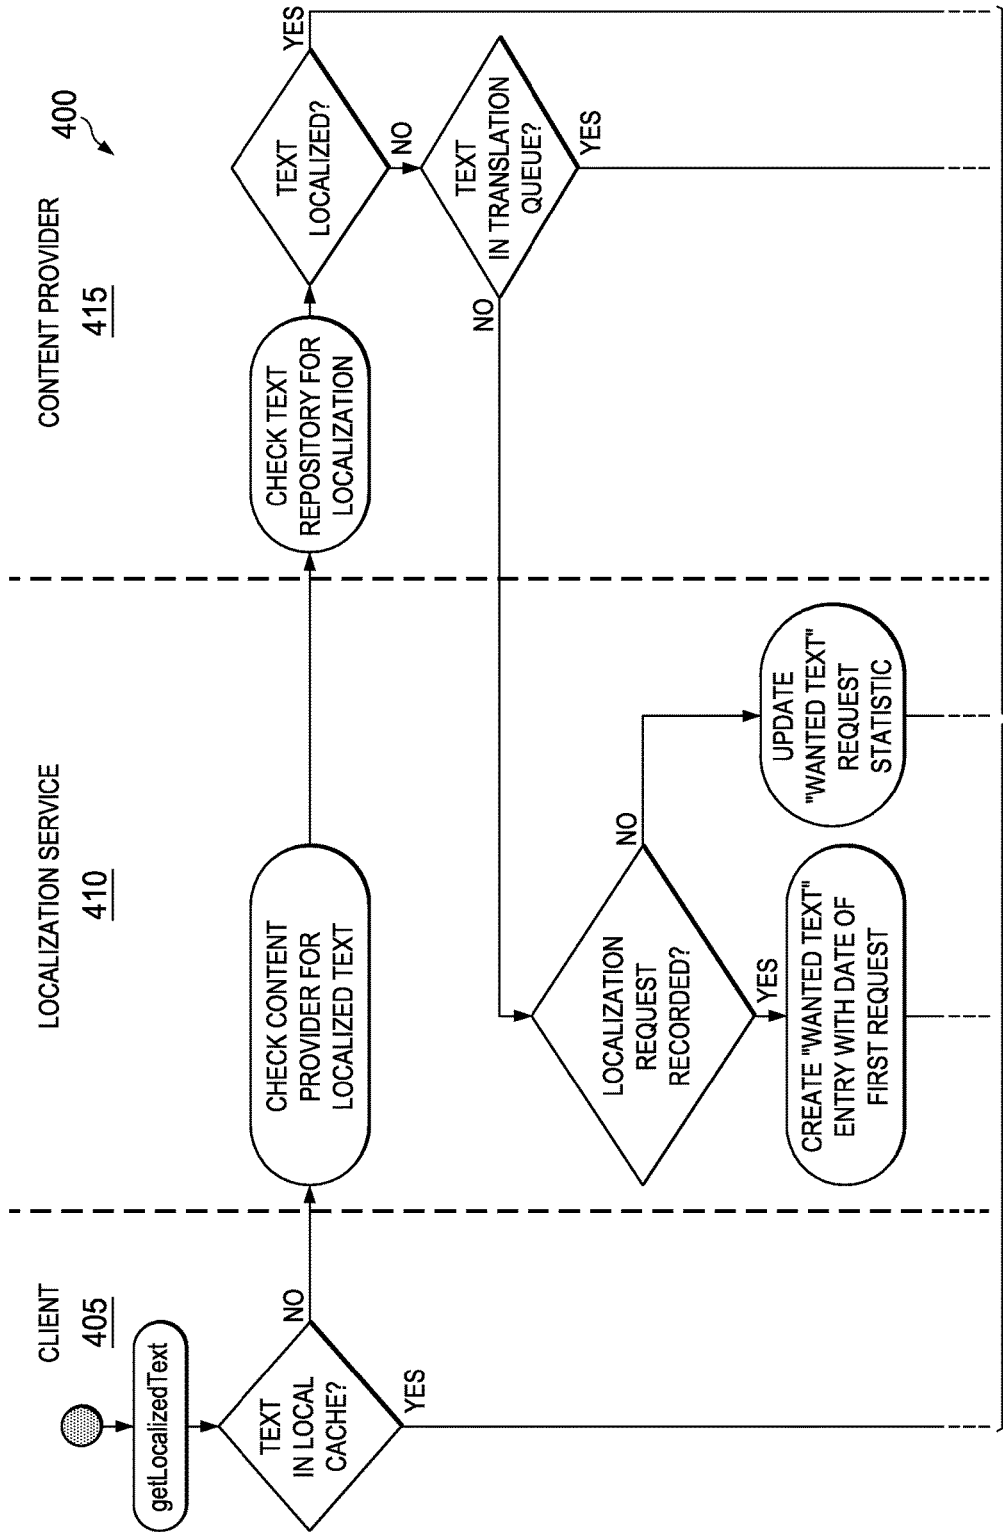 CLIENT
405
LOCALIZATION SERVICE
410
CONTENT PROVIDER
415
400
getLocalizedText
TEXT
IN LOCAL
CACHE?
NO
YES
CHECK CONTENT
PROVIDER FOR
LOCALIZED TEXT
CHECK TEXT
REPOSITORY FOR
LOCALIZATION
TEXT
LOCALIZED?
YES
NO
TEXT
IN TRANSLATION
QUEUE?
NO
YES
LOCALIZATION
REQUEST
RECORDED?
NO
YES
UPDATE
"WANTED TEXT"
REQUEST
STATISTIC
CREATE "WANTED TEXT"
ENTRY WITH DATE OF
FIRST REQUEST